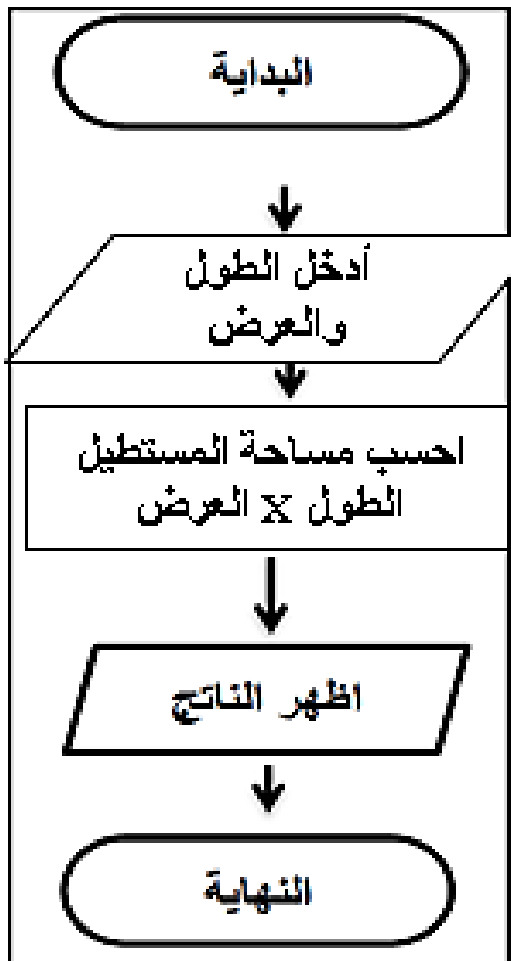 البداية
أدخل الطول
والعرض
احسب مساحة المستطيل
الطول X العرض
اظهر الناتج
النهاية